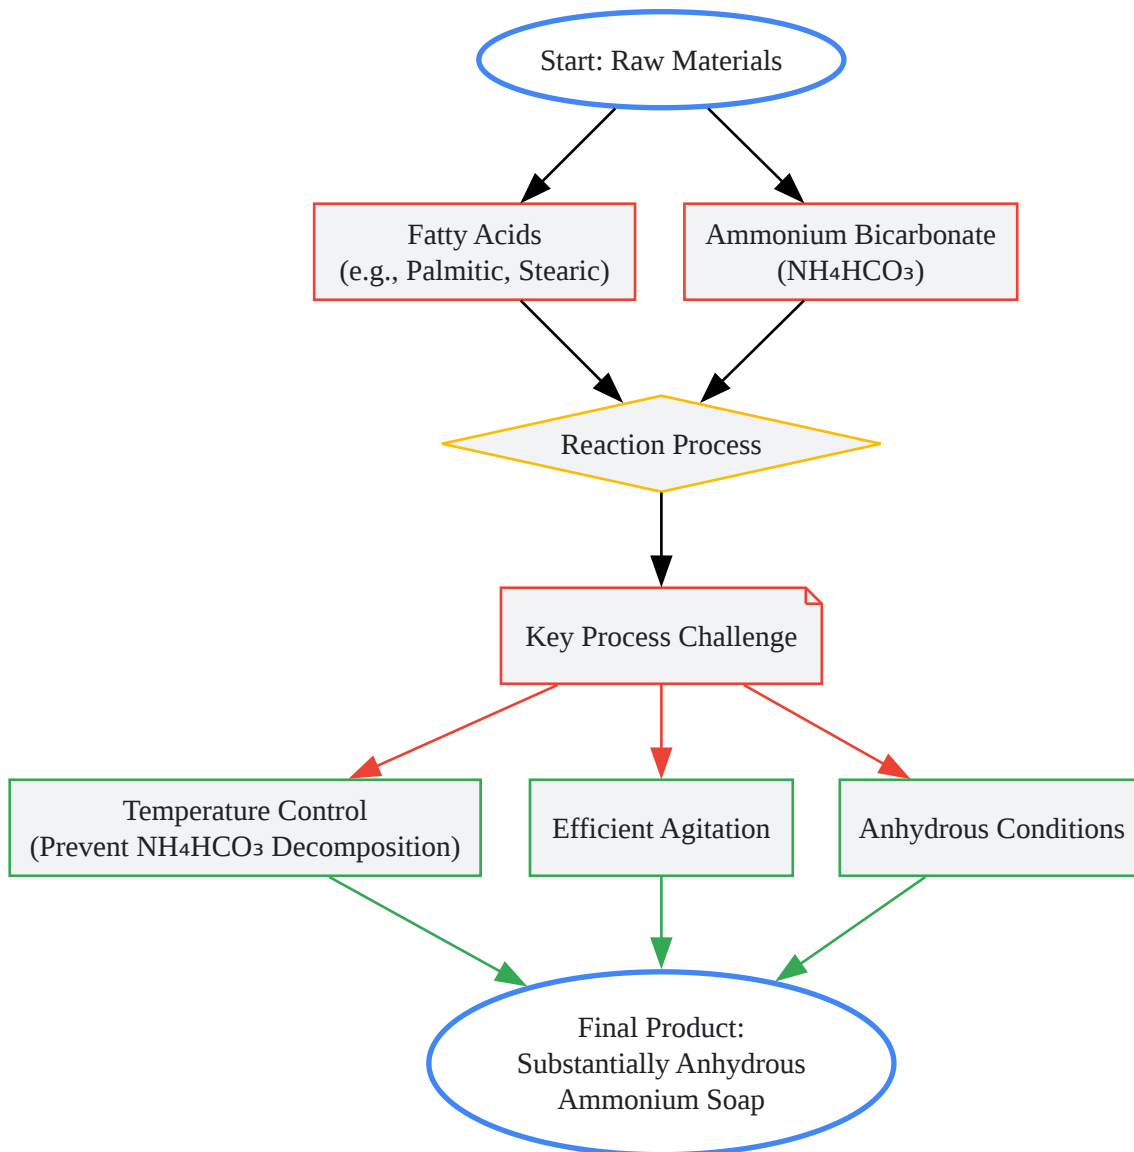 Start: Raw Materials
Fatty Acids
(e.g., Palmitic, Stearic)
Ammonium Bicarbonate
(NH₄HCO₃)
Reaction Process
Key Process Challenge
Temperature Control
(Prevent NH₄HCO₃ Decomposition)
Efficient Agitation
Anhydrous Conditions
Final Product:
Substantially Anhydrous
Ammonium Soap